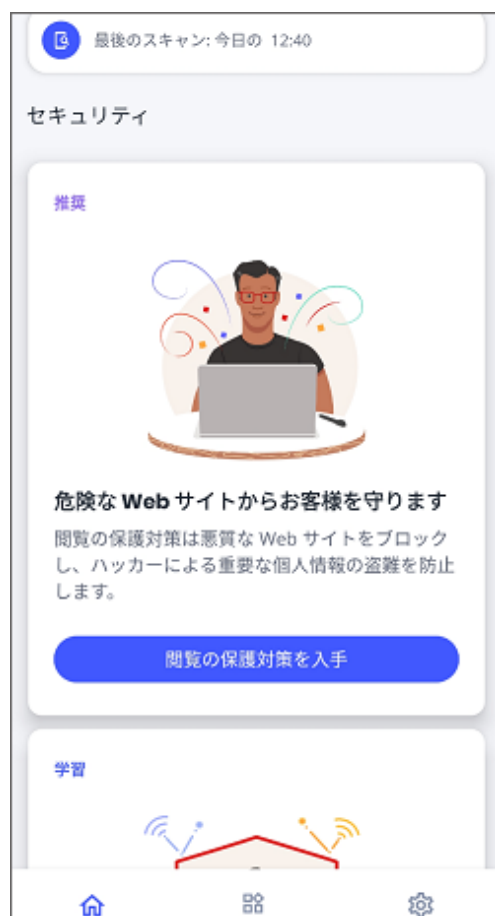 最後のスキャン: 今日の 12:40
セキュリティ
推奨
危険な Web サイトからお客様を守ります
閲覧の保護対策は悪質な Web サイトをブロック
し、ハッカーによる重要な個人情報の盗難を防止
します。
閲覧の保護対策を入手
学習